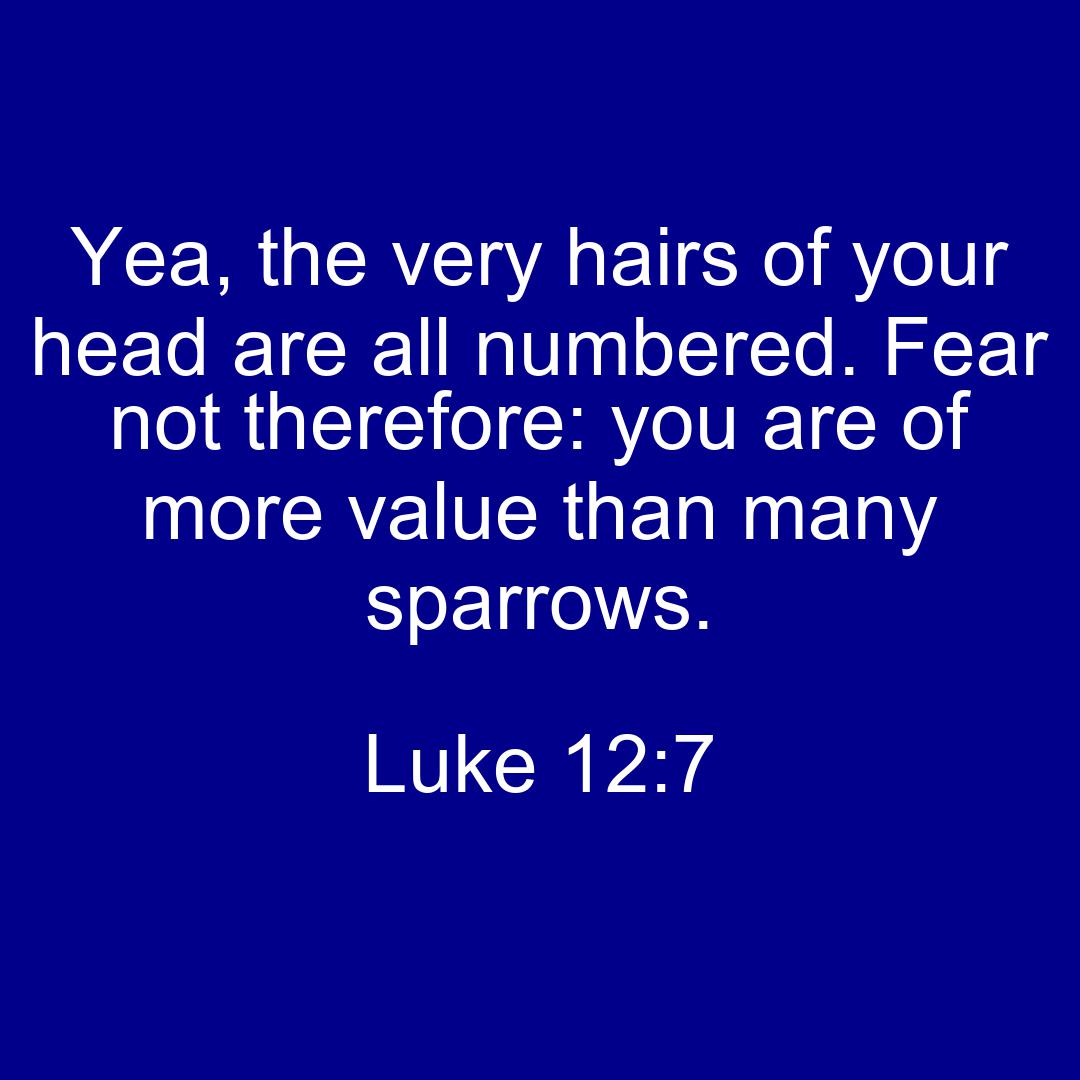 Yea, the very hairs of your
head are all numbered. Fear
not therefore: you are of
more value than many
sparrows.
Luke 12:7